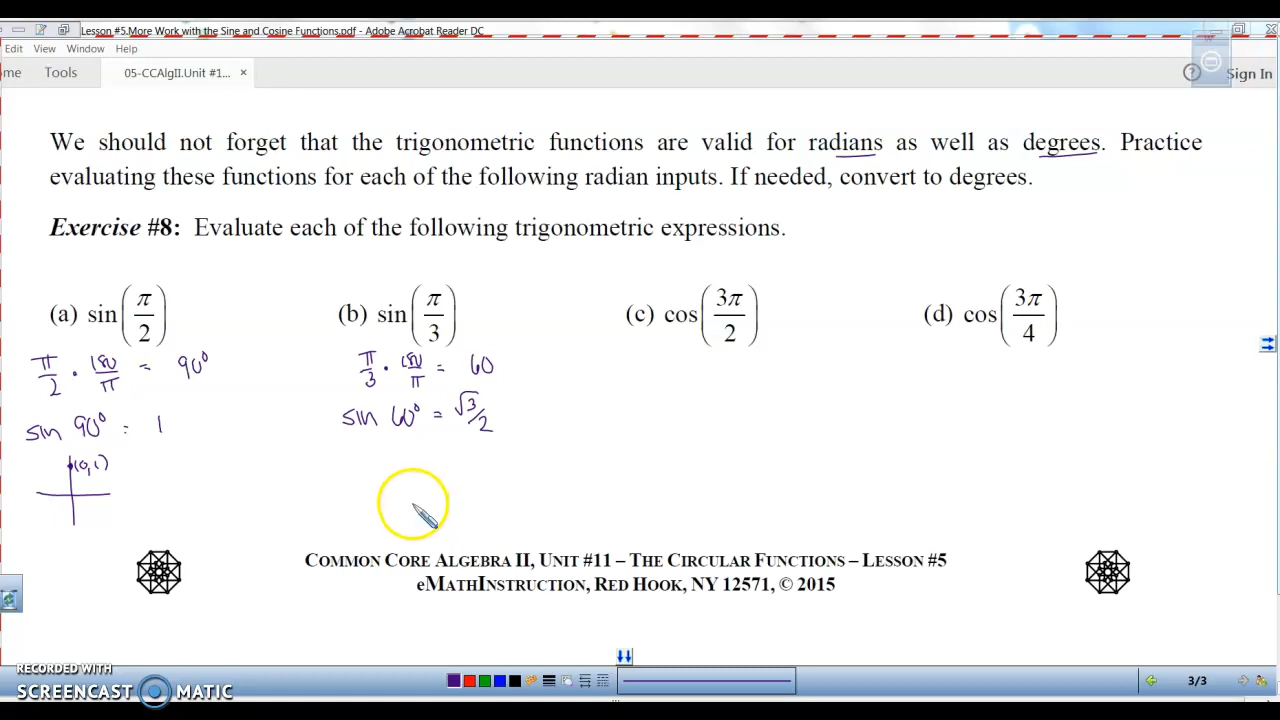 Lesson #5.More Work with the Sine and Cosine Functions.pdf - Adobe Acrobat Reader DC
Edit View Window Help
me Tools 05-CCAlgII.Unit #1... × ? Sign In
We should not forget that the trigonometric functions are valid for radians as well as degrees. Practice
evaluating these functions for each of the following radian inputs. If needed, convert to degrees.
Exercise #8: Evaluate each of the following trigonometric expressions.
(a) sin(π/2) (b) sin(π/3) (c) cos(3π/2) (d) cos(3π/4)
π/2 · 180/π = 90° π/3 · 180/π = 60
sin 90° = 1 sin 60° = √3/2
(0,1)
COMMON CORE ALGEBRA II, UNIT #11 – THE CIRCULAR FUNCTIONS – LESSON #5
eMATHINSTRUCTION, RED HOOK, NY 12571, © 2015
RECORDED WITH
SCREENCAST MATIC
3/3